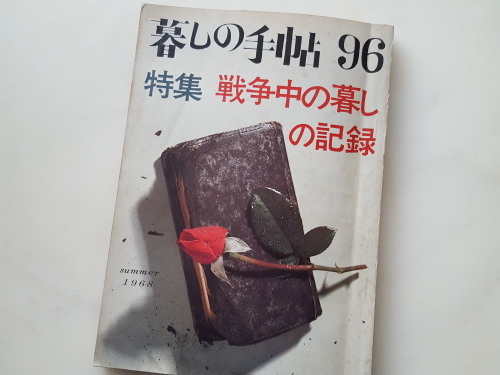 暮しの手帖 96
特集 戦争中の暮し
の記録
summer
1968